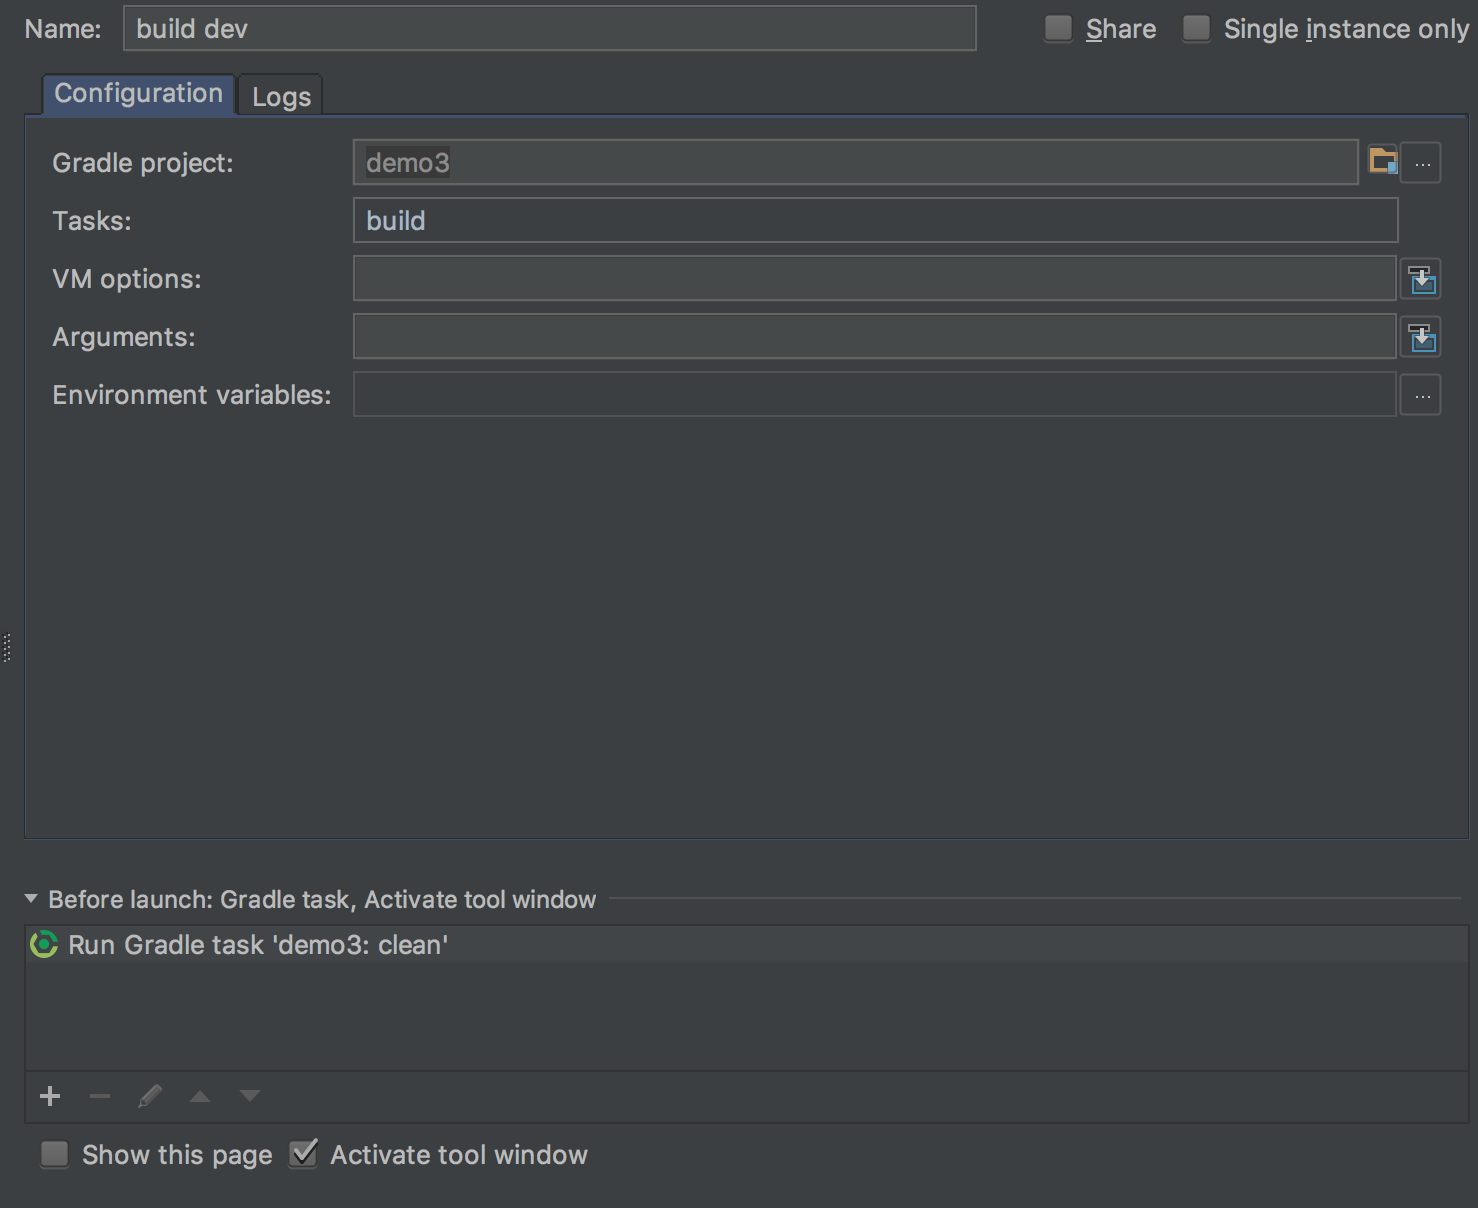 Name: build dev Share Single instance only
Configuration Logs
Gradle project: demo3 ...
Tasks: build
VM options:
Arguments:
Environment variables: ...
Before launch: Gradle task, Activate tool window
Run Gradle task 'demo3: clean'
Show this page Activate tool window